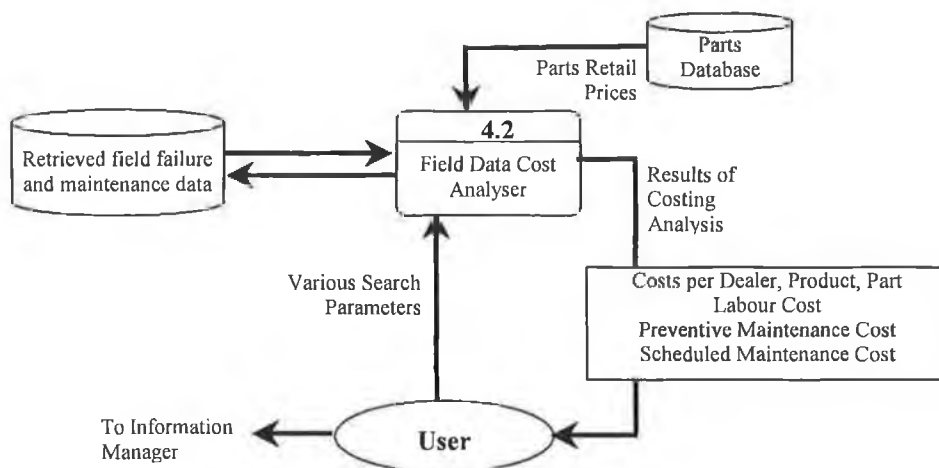 Parts
Database
Parts Retail
Prices
4.2
Field Data Cost
Analyser
Retrieved field failure
and maintenance data
Results of
Costing
Analysis
Various Search
Parameters
Costs per Dealer, Product, Part
Labour Cost
Preventive Maintenance Cost
Scheduled Maintenance Cost
To Information
Manager
User